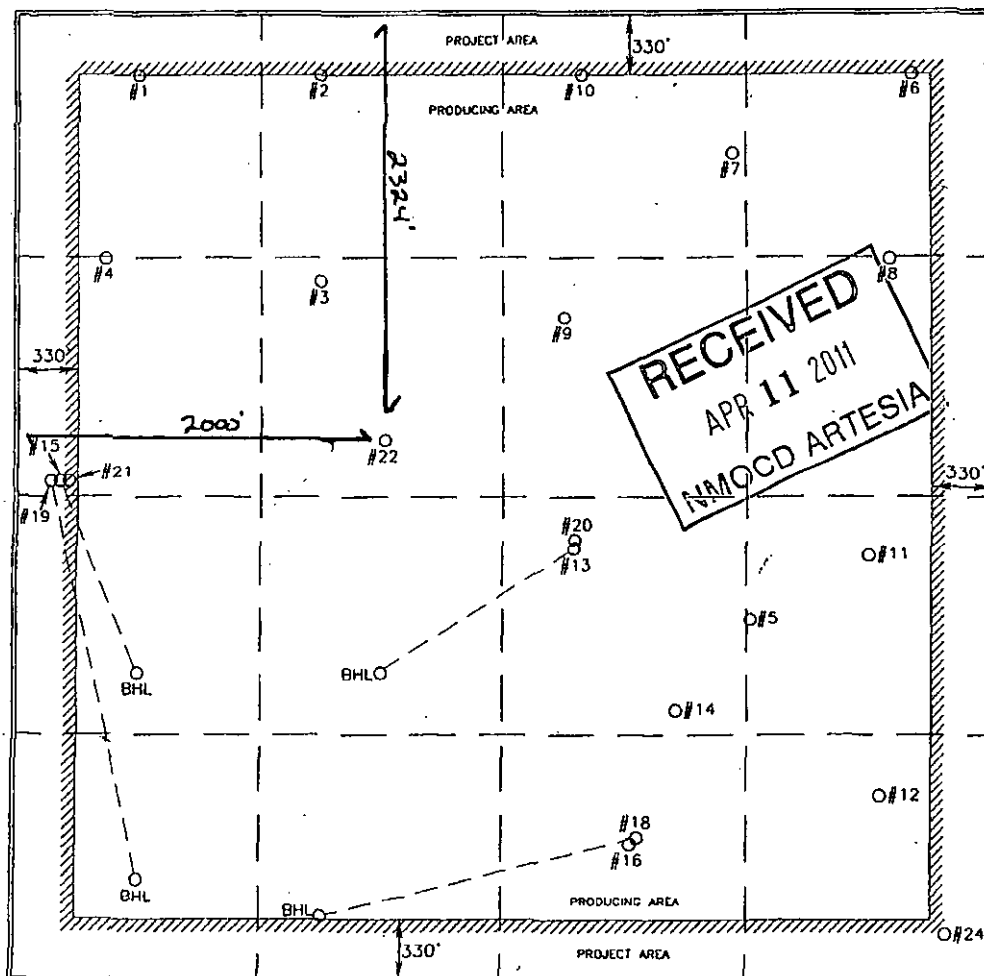 PROJECT AREA
330'
#1
#2
#10
#6
PRODUCING AREA
#7
2324'
#4
#3
#8
#9
RECEIVED
APR 11 2011
NMOCD ARTESIA
330'
2000'
#15
#22
#21
330'
#19
#20
#13
#11
#5
BHL
BHL
#14
#12
#18
#16
BHL
BHL
PRODUCING AREA
#24
330'
PROJECT AREA